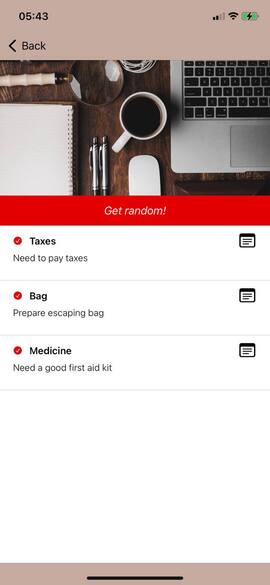 05:43
Back
Get random!
Taxes
Need to pay taxes
Bag
Prepare escaping bag
Medicine
Need a good first aid kit